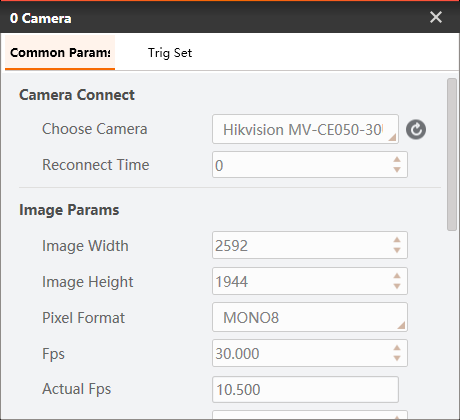 0 Camera
Common Params Trig Set
Camera Connect
Choose Camera Hikvision MV-CE050-30
Reconnect Time 0
Image Params
Image Width 2592
Image Height 1944
Pixel Format MONO8
Fps 30.000
Actual Fps 10.500